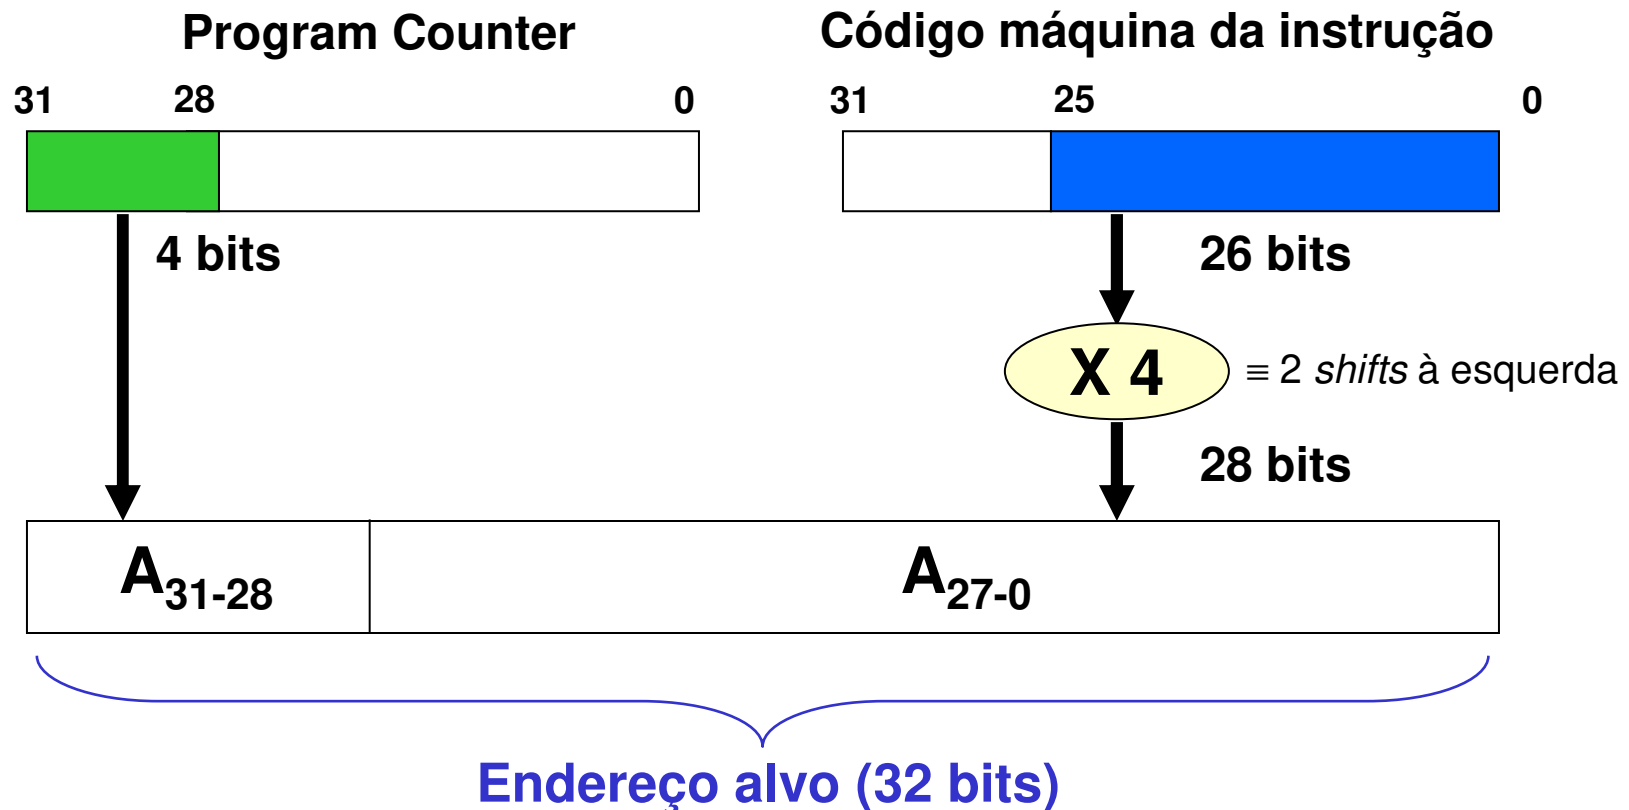 Program Counter
Código máquina da instrução
31 28 0
31 25 0
4 bits
26 bits
X 4
≡ 2 shifts à esquerda
28 bits
A31-28
A27-0
Endereço alvo (32 bits)